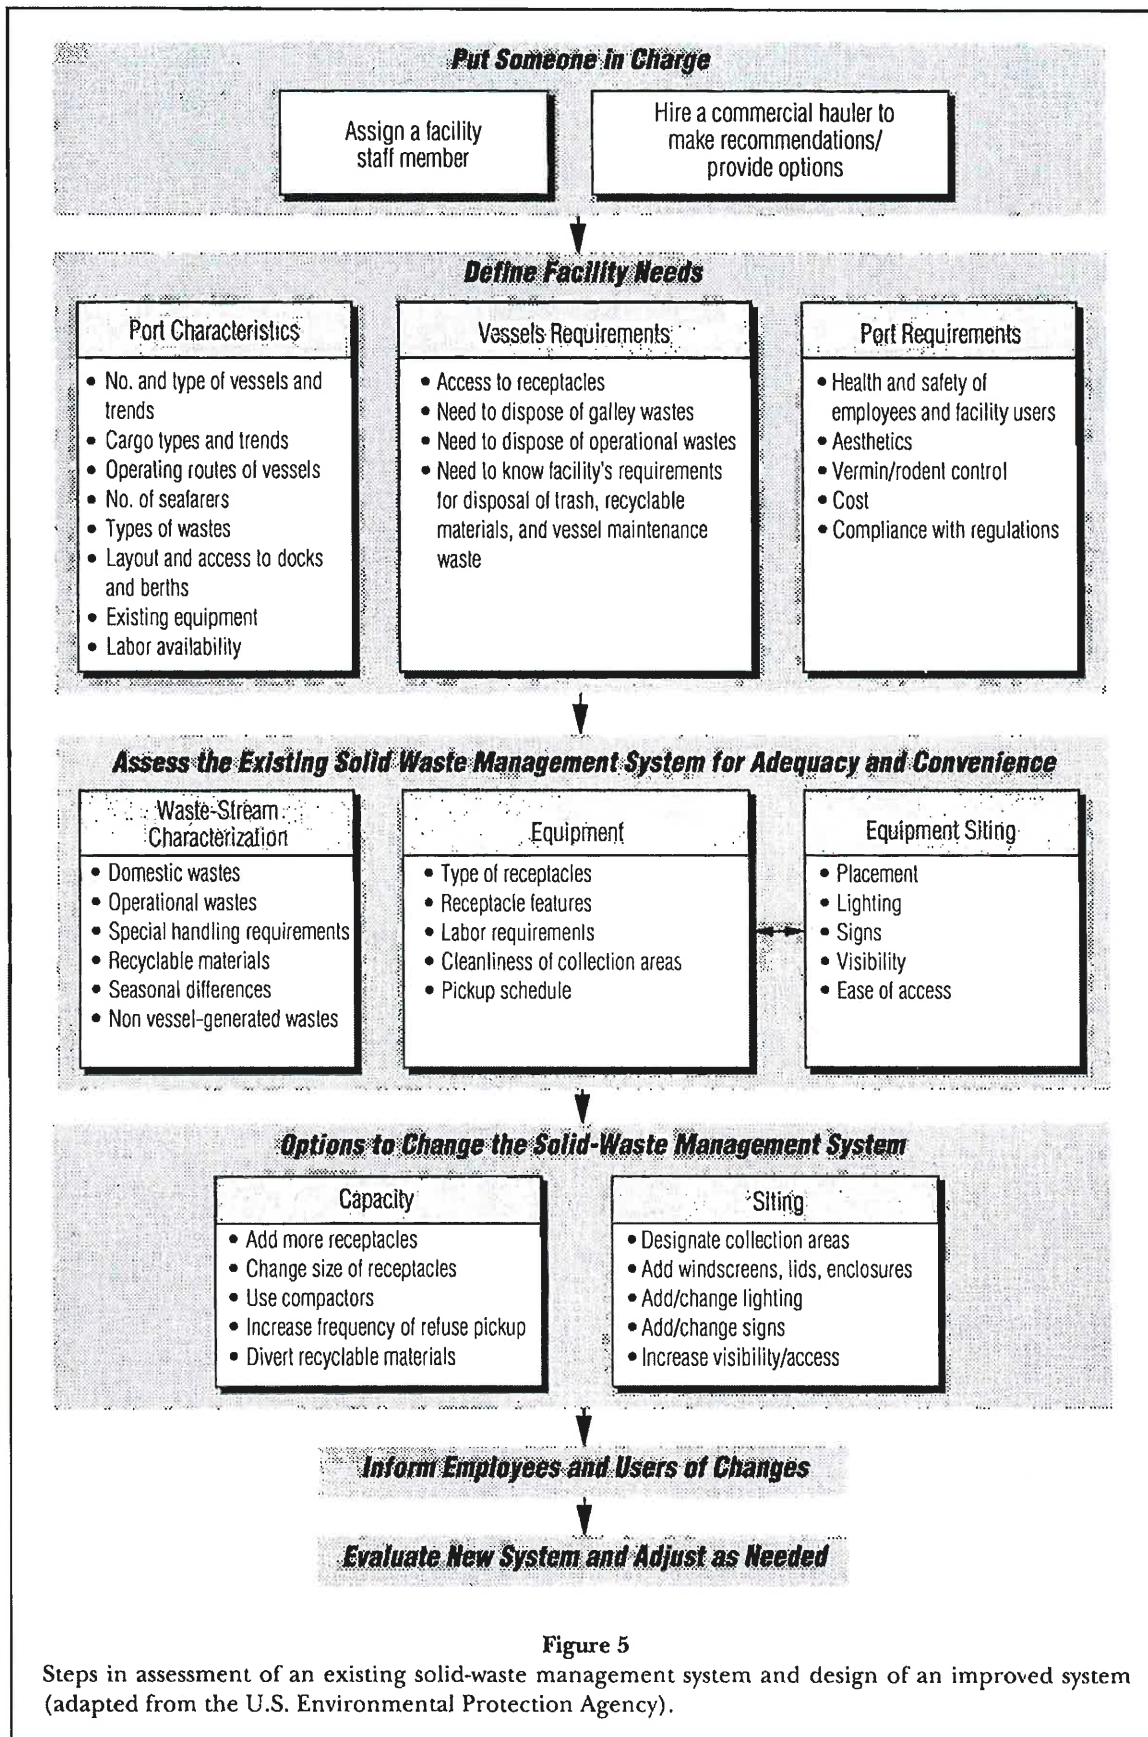 Put Someone in Charge
Assign a facility
staff member
Hire a commercial hauler to
make recommendations/
provide options
Define Facility Needs
Port Characteristics
• No. and type of vessels and
trends
• Cargo types and trends
• Operating routes of vessels
• No. of seafarers
• Types of wastes
• Layout and access to docks
and berths
• Existing equipment
• Labor availability
Vessels Requirements
• Access to receptacles
• Need to dispose of galley wastes
• Need to dispose of operational wastes
• Need to know facility's requirements
for disposal of trash, recyclable
materials, and vessel maintenance
waste
Port Requirements
• Health and safety of
employees and facility users
• Aesthetics
• Vermin/rodent control
• Cost
• Compliance with regulations
Assess the Existing Solid Waste Management System for Adequacy and Convenience
Waste-Stream
Characterization
• Domestic wastes
• Operational wastes
• Special handling requirements
• Recyclable materials
• Seasonal differences
• Non vessel-generated wastes
Equipment
• Type of receptacles
• Receptacle features
• Labor requirements
• Cleanliness of collection areas
• Pickup schedule
Equipment Siting
• Placement
• Lighting
• Signs
• Visibility
• Ease of access
Options to Change the Solid-Waste Management System
Capacity
• Add more receptacles
• Change size of receptacles
• Use compactors
• Increase frequency of refuse pickup
• Divert recyclable materials
Siting
• Designate collection areas
• Add windscreens, lids, enclosures
• Add/change lighting
• Add/change signs
• Increase visibility/access
Inform Employees and Users of Changes
Evaluate New System and Adjust as Needed
Figure 5
Steps in assessment of an existing solid-waste management system and design of an improved system
(adapted from the U.S. Environmental Protection Agency).